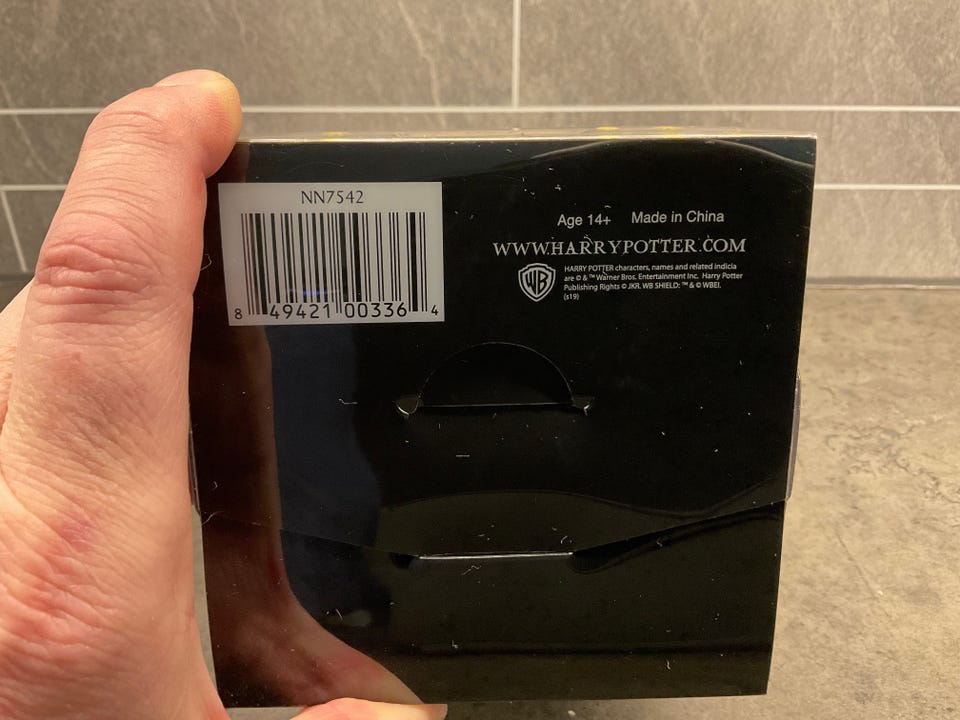 NN7542
8 49421 00336 4
Age 14+ Made in China
WWW.HARRYPOTTER.COM
WB
HARRY POTTER characters, names and related indicia
are © & ™ Warner Bros. Entertainment Inc. Harry Potter
Publishing Rights © JKR. WB SHIELD: ™ & © WBEI.
(s19)